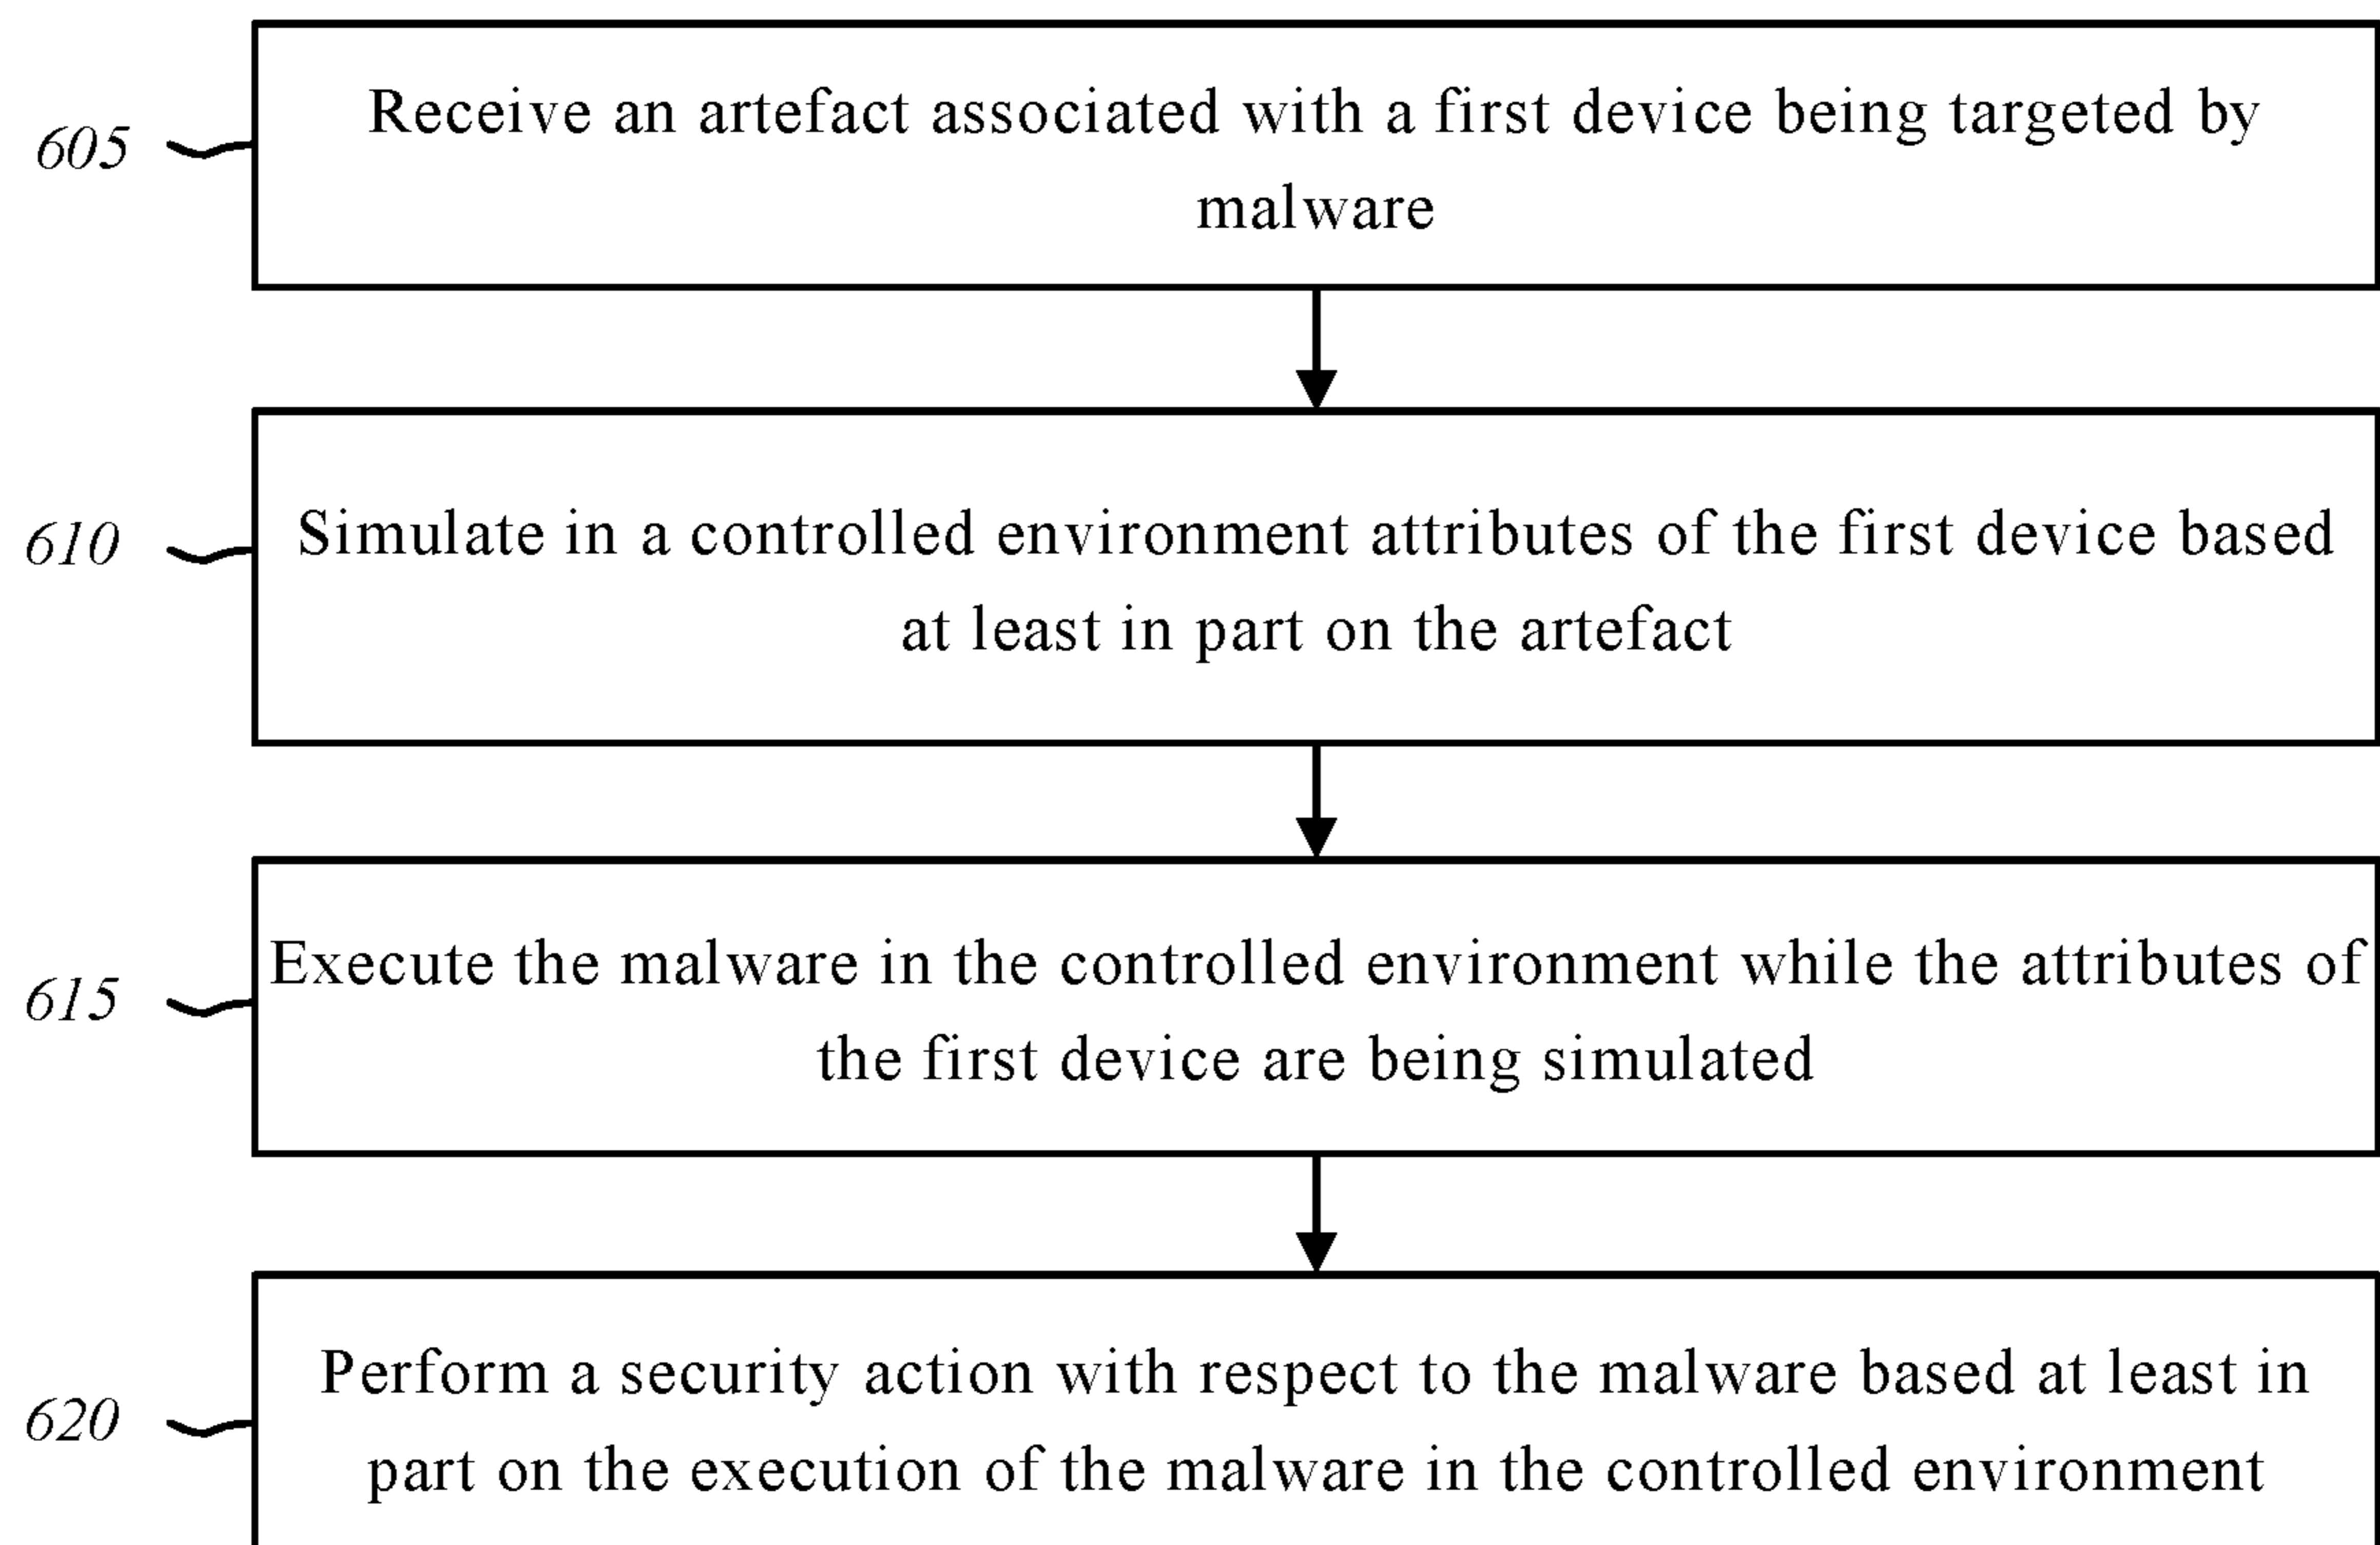 605
Receive an artefact associated with a first device being targeted by
malware
610
Simulate in a controlled environment attributes of the first device based
at least in part on the artefact
615
Execute the malware in the controlled environment while the attributes of
the first device are being simulated
620
Perform a security action with respect to the malware based at least in
part on the execution of the malware in the controlled environment